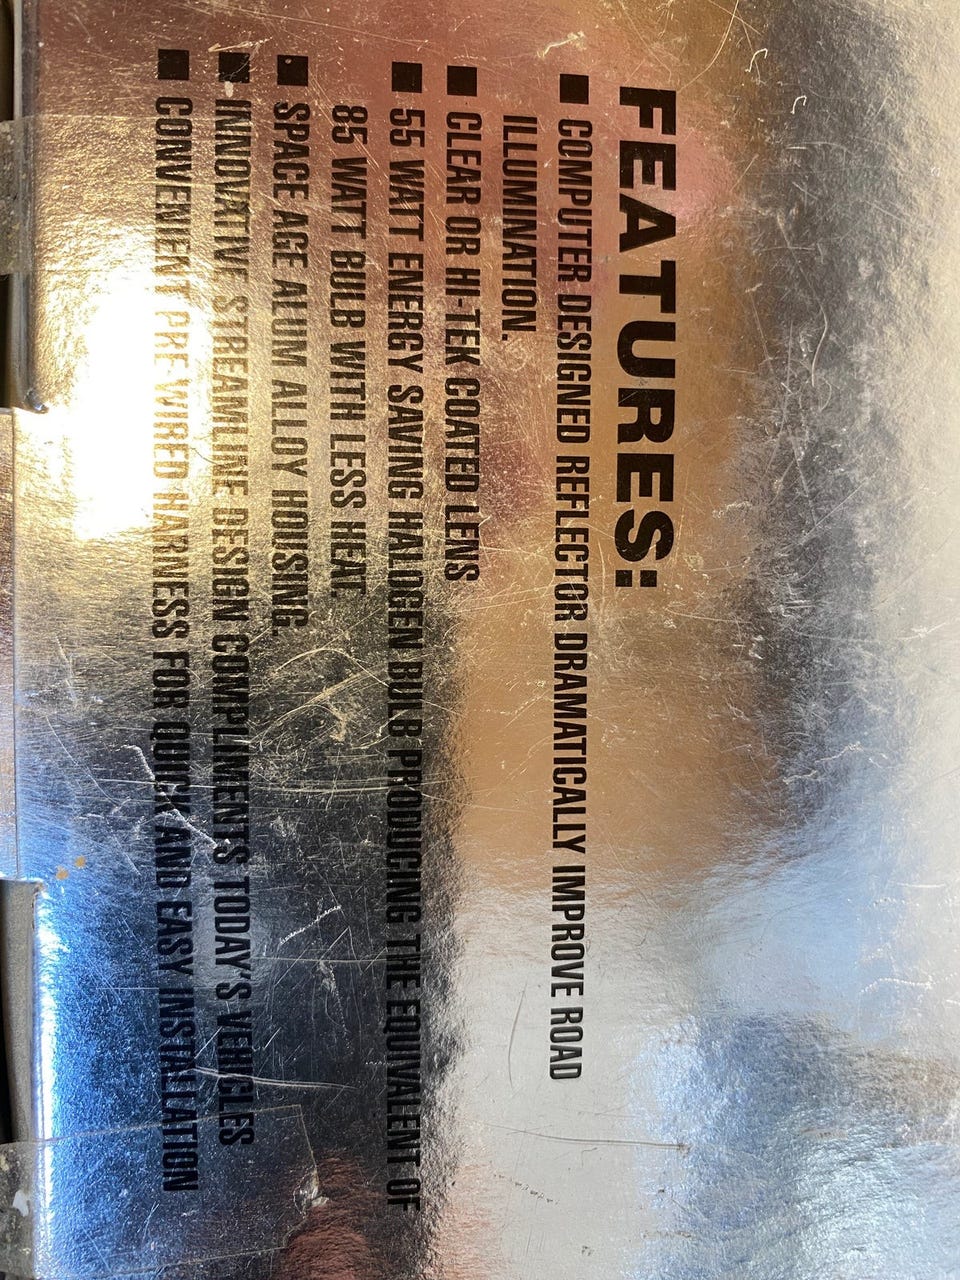 FEATURES:
■ COMPUTER DESIGNED REFLECTOR DRAMATICALLY IMPROVE ROAD
ILLUMINATION.
■ CLEAR OR HI-TEK COATED LENS
■ 55 WATT ENERGY SAVING HALOGEN BULB PRODUCING THE EQUIVALENT OF
85 WATT BULB WITH LESS HEAT.
■ SPACE AGE ALUM ALLOY HOUSING.
■ INNOVATIVE STREAMLINE DESIGN COMPLIMENTS TODAY'S VEHICLES
■ CONVENIENT PRE WIRED HARNESS FOR QUICK AND EASY INSTALLATION